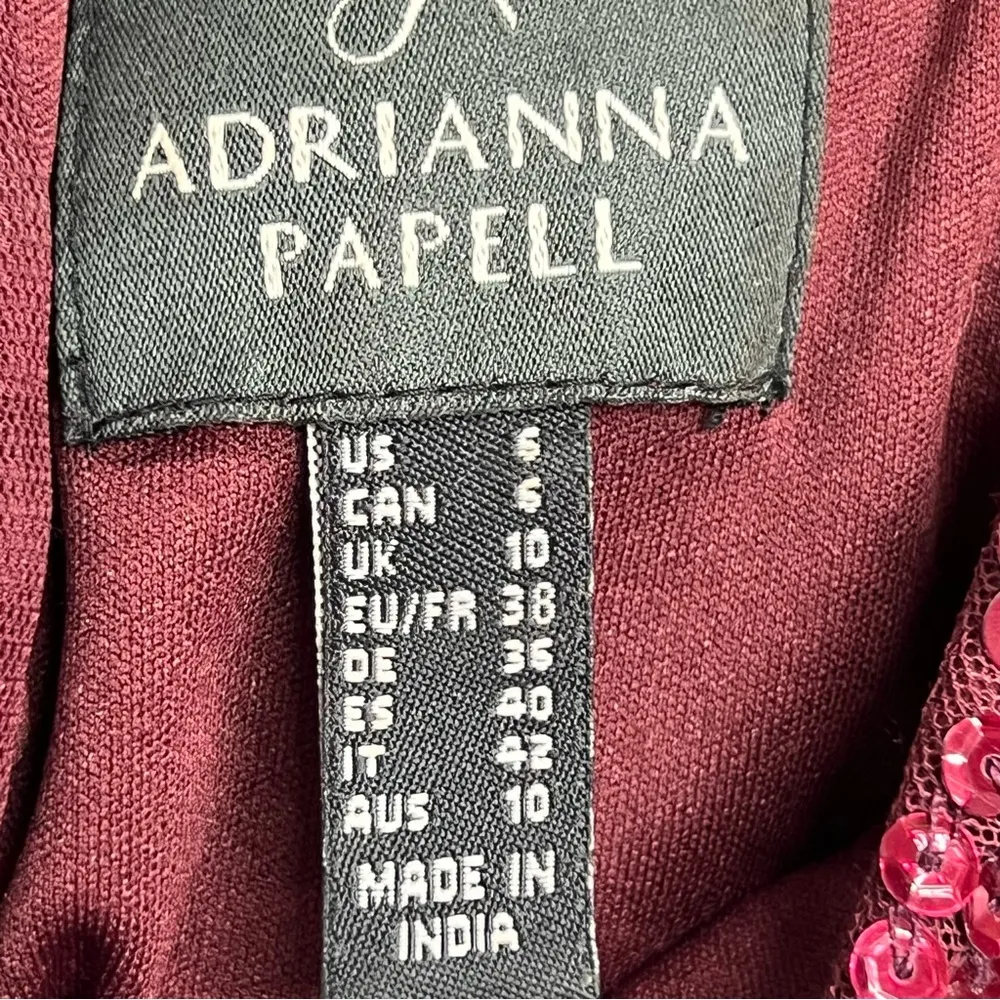 ADRIANNA
PAPELL
US 6
CAN 6
UK 10
EU/FR 38
DE 36
ES 40
IT 42
AUS 10
MADE IN
INDIA